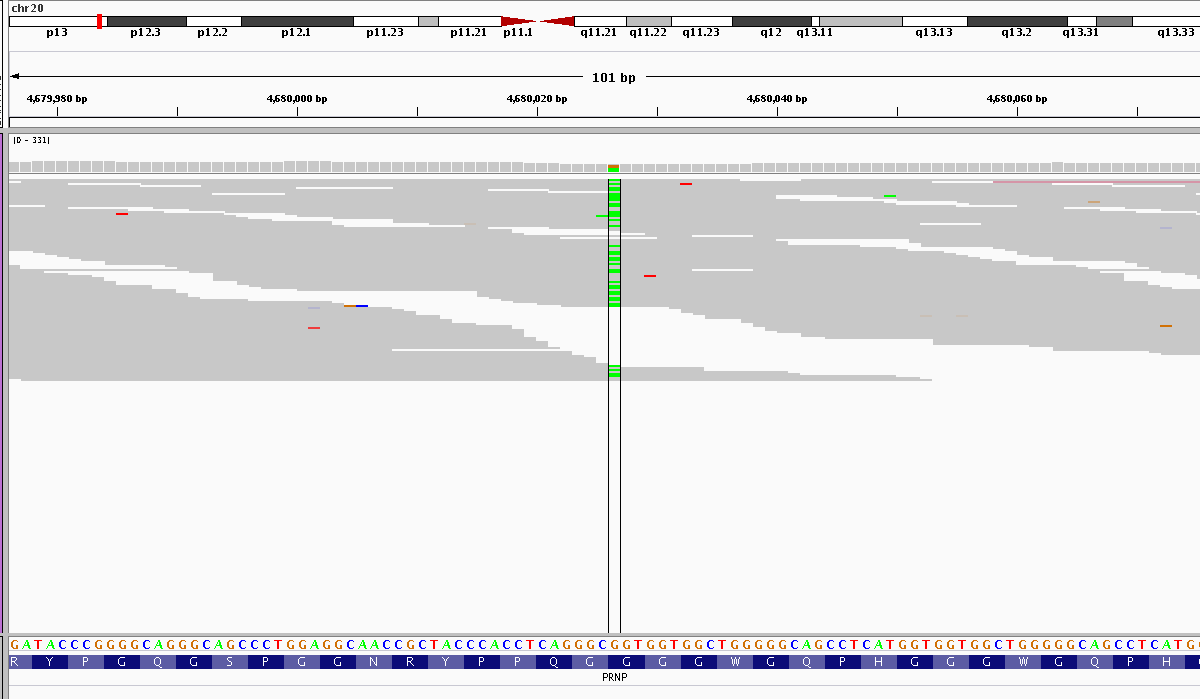 chr20
p13 p12.3 p12.2 p12.1 p11.23 p11.21 p11.1 q11.21 q11.22 q11.23 q12 q13.11 q13.13 q13.2 q13.31 q13.33
101 bp
4,679,980 bp 4,680,000 bp 4,680,020 bp 4,680,040 bp 4,680,060 bp
[0 - 331]
GATACCCGGGGCAGGGCAGCCCTGGAGGCAACCGCTACCCACCTCAGGGCGGTGGTGGCTGGGGGCAGCCTCATGGTGGTGGCTGGGGGCAGCCTCATG
R Y P G Q G S P G G N R Y P P Q G G G G W G Q P H G G G W G Q P H
PRNP